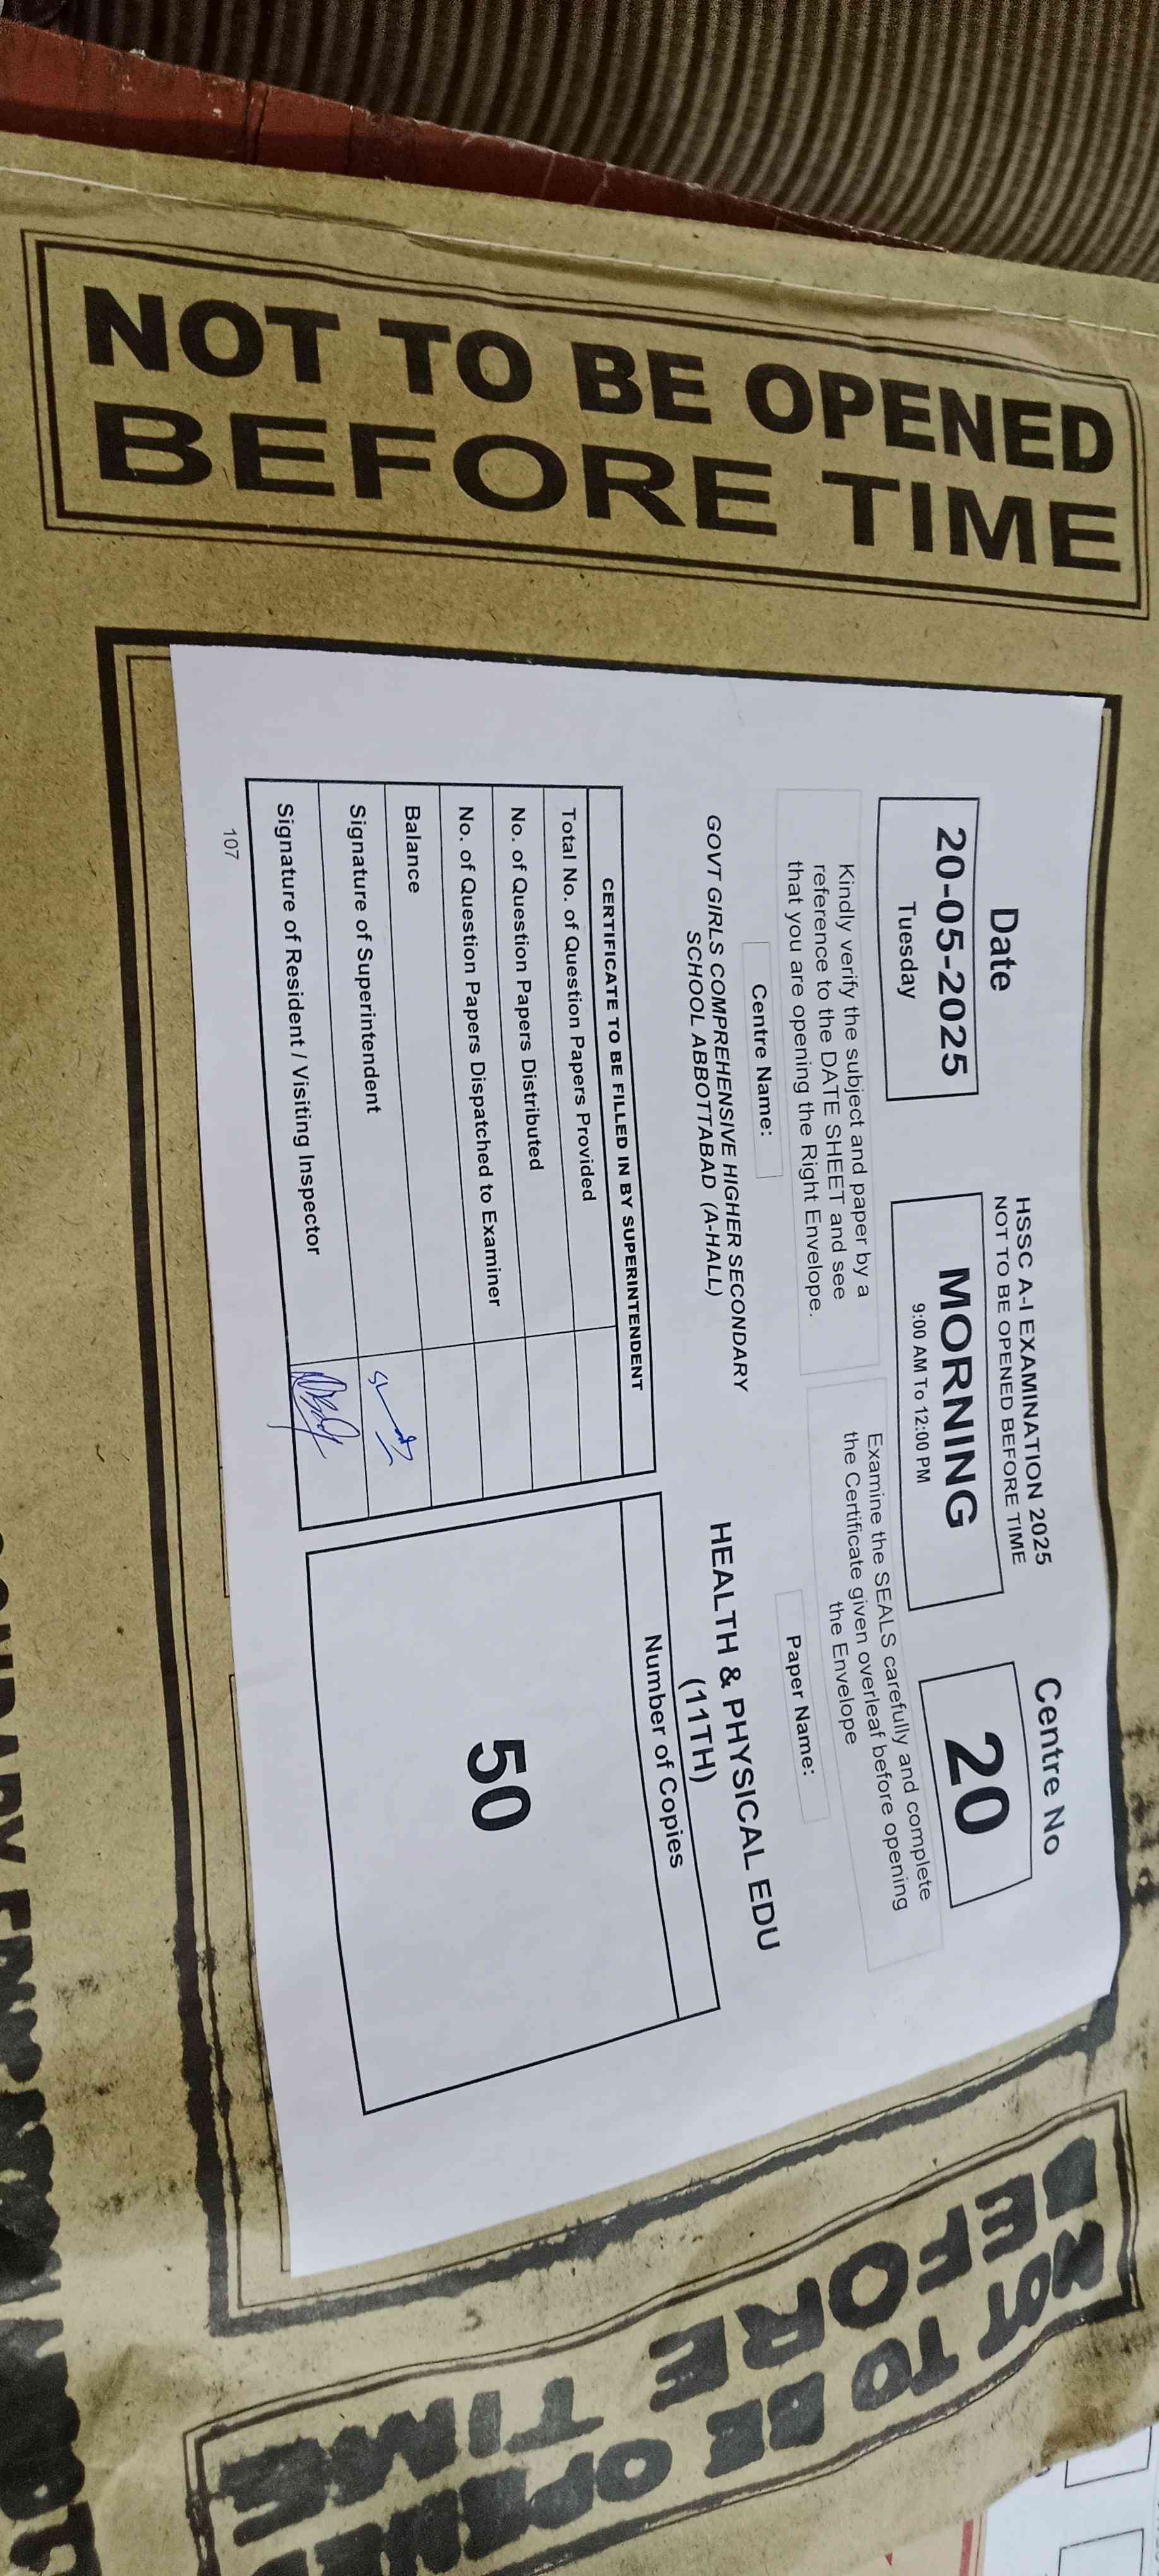 NOT TO BE OPENED
BEFORE TIME
HSSC A-I EXAMINATION 2025
NOT TO BE OPENED BEFORE TIME
Date
20-05-2025
Tuesday
MORNING
9:00 AM To 12:00 PM
Centre No
20
Kindly verify the subject and paper by a
reference to the DATE SHEET and see
that you are opening the Right Envelope.
Examine the SEALS carefully and complete
the Certificate given overleaf before opening
the Envelope
Centre Name:
GOVT GIRLS COMPREHENSIVE HIGHER SECONDARY
SCHOOL ABBOTTABAD (A-HALL)
Paper Name:
HEALTH & PHYSICAL EDU
(11TH)
CERTIFICATE TO BE FILLED IN BY SUPERINTENDENT
Total No. of Question Papers Provided
No. of Question Papers Distributed
No. of Question Papers Dispatched to Examiner
Balance
Signature of Superintendent
Signature of Resident / Visiting Inspector
Number of Copies
50
107
NOT TO BE OPENED
BEFORE TIME